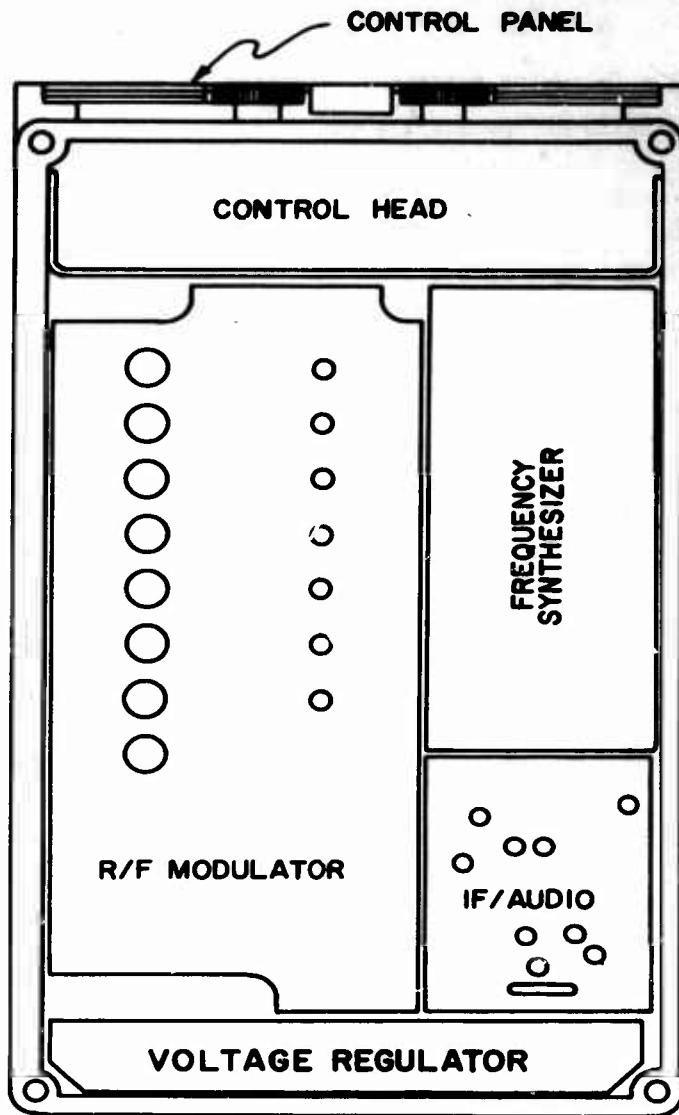 CONTROL PANEL
CONTROL HEAD
FREQUENCY
SYNTHESIZER
R/F MODULATOR
IF/AUDIO
VOLTAGE REGULATOR